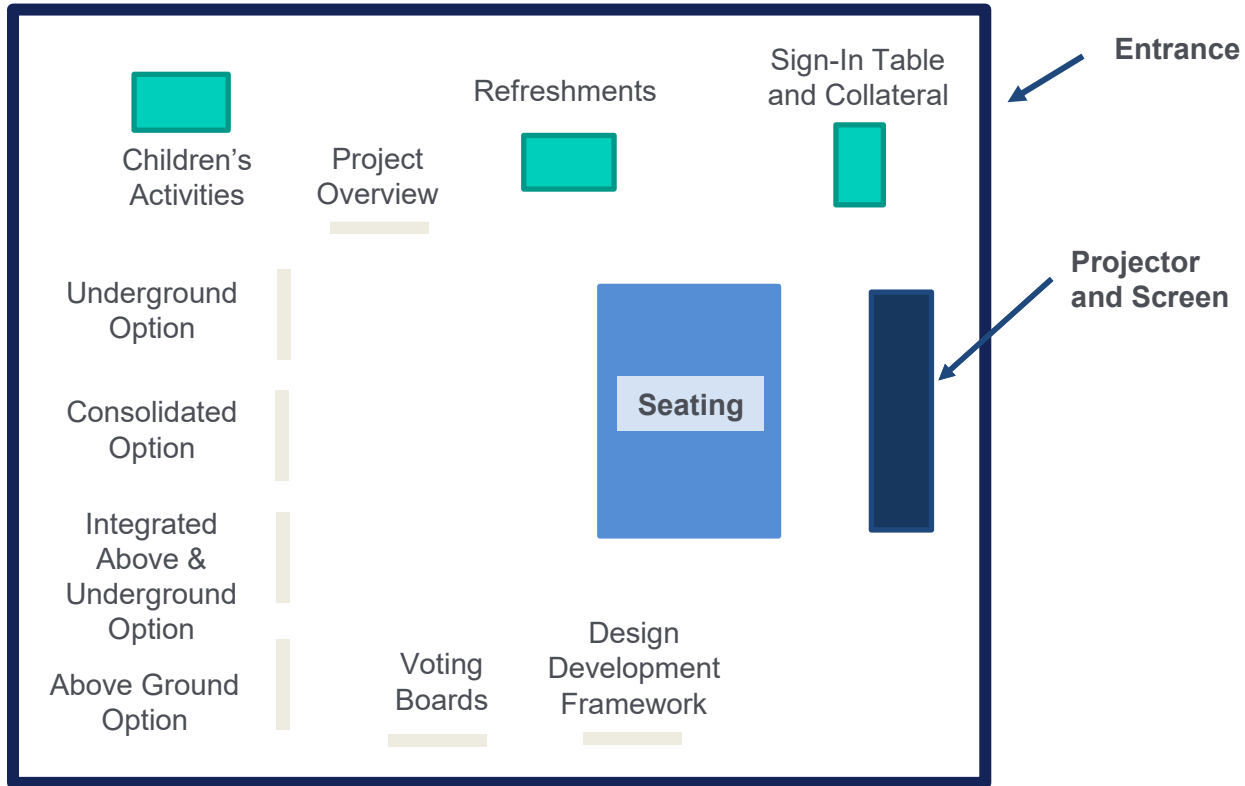 Entrance
Sign-In Table
and Collateral
Refreshments
Children’s
Activities
Project
Overview
Projector
and Screen
Underground
Option
Seating
Consolidated
Option
Integrated
Above &
Underground
Option
Design
Development
Framework
Voting
Boards
Above Ground
Option